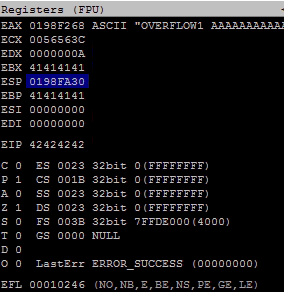 Registers (FPU)
EAX 0198F268 ASCII "OVERFLOW1 AAAAAAAAAAA
ECX 0056563C
EDX 0000000A
EBX 41414141
ESP 0198FA30
EBP 41414141
ESI 00000000
EDI 00000000
EIP 42424242
C 0 ES 0023 32bit 0(FFFFFFFF)
P 1 CS 001B 32bit 0(FFFFFFFF)
A 0 SS 0023 32bit 0(FFFFFFFF)
Z 1 DS 0023 32bit 0(FFFFFFFF)
S 0 FS 003B 32bit 7FFDE000(4000)
T 0 GS 0000 NULL
D 0
O 0 LastErr ERROR_SUCCESS (00000000)
EFL 00010246 (NO,NB,E,BE,NS,PE,GE,LE)